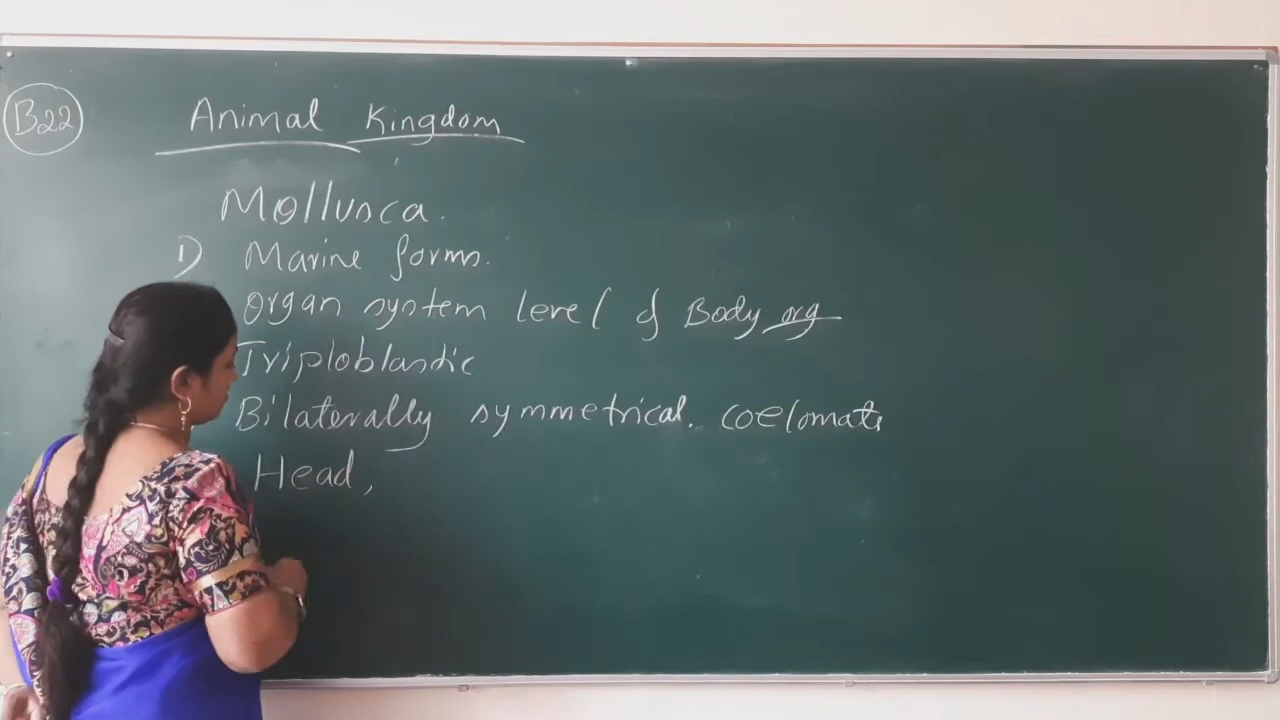 B22
Animal Kingdom
Mollusca.
1) Marine forms.
Organ system level of Body org
Triploblastic
Bilaterally symmetrical. coelomate
Head,